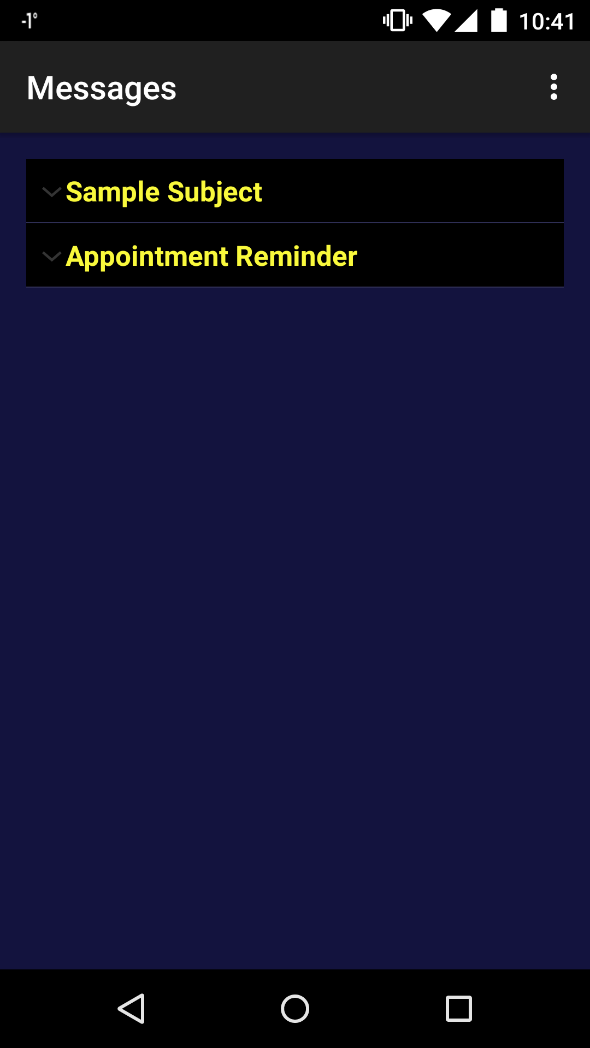 -1°
10:41
Messages
Sample Subject
Appointment Reminder